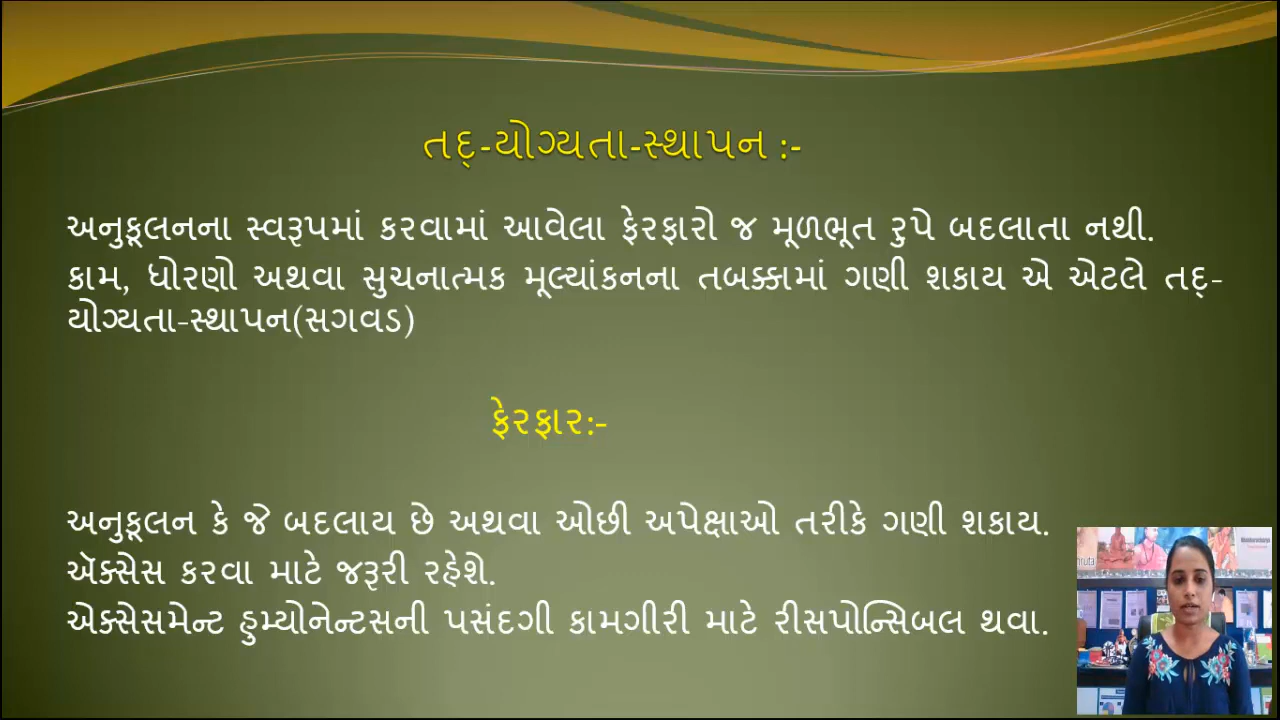 તદ્-યોગ્યતા-સ્થાપન :-
અનુકૂલનના સ્વરૂપમાં કરવામાં આવેલા ફેરફારો જ મૂળભૂત રુપે બદલાતા નથી.
કામ, ધોરણો અથવા સુચનાત્મક મૂલ્યાંકનના તબક્કામાં ગણી શકાય એ એટલે તદ્-
યોગ્યતા-સ્થાપન(સગવડ)
ફેરફાર:-
અનુકૂલન કે જે બદલાય છે અથવા ઓછી અપેક્ષાઓ તરીકે ગણી શકાય.
ઍક્સેસ કરવા માટે જરૂરી રહેશે.
એક્સેસમેન્ટ હુમ્યોનેન્ટસની પસંદગી કામગીરી માટે રીસપોન્સિબલ થવા.